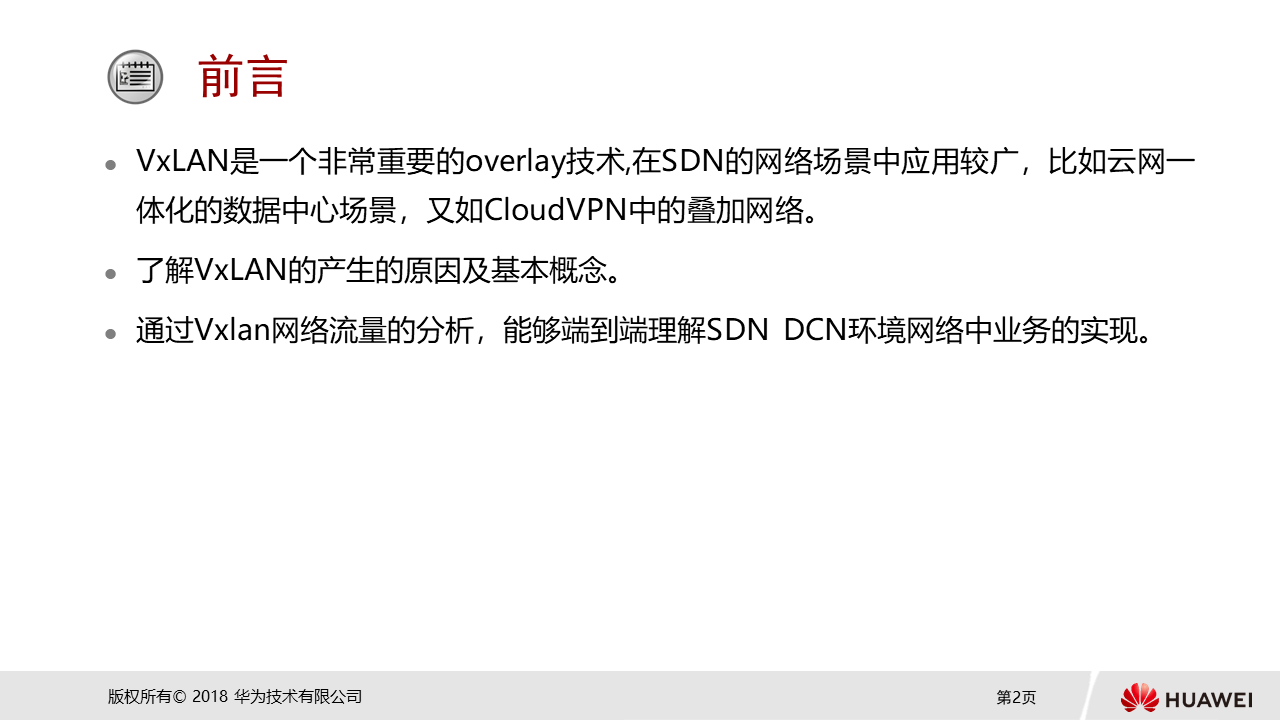 前言
VxLAN是一个非常重要的overlay技术,在SDN的网络场景中应用较广，比如云网一
体化的数据中心场景，又如CloudVPN中的叠加网络。
了解VxLAN的产生的原因及基本概念。
通过Vxlan网络流量的分析，能够端到端理解SDN DCN环境网络中业务的实现。
版权所有© 2018 华为技术有限公司
第2页
HUAWEI